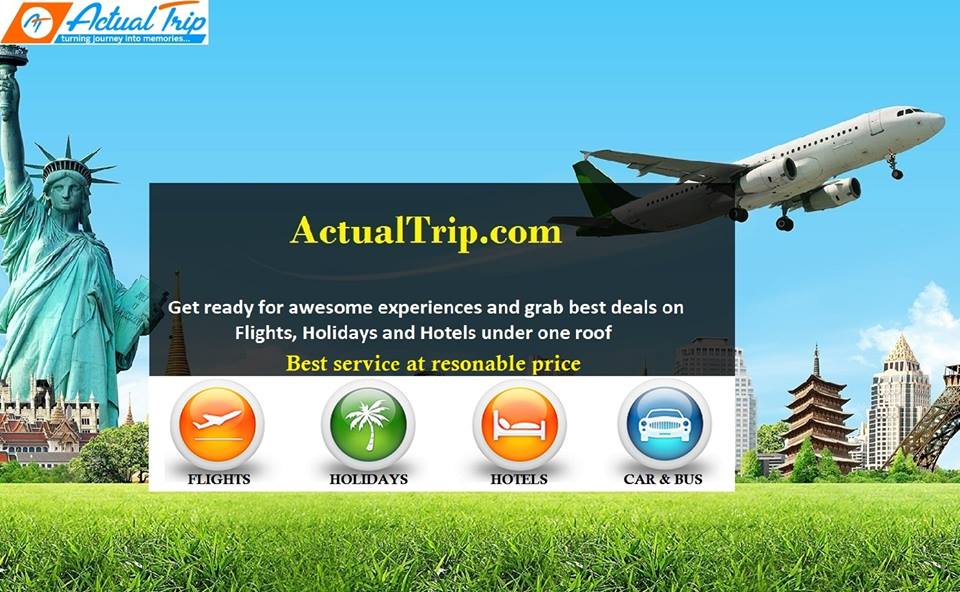 AT Actual Trip
turning journey into memories...
ActualTrip.com
Get ready for awesome experiences and grab best deals on
Flights, Holidays and Hotels under one roof
Best service at resonable price
FLIGHTS HOLIDAYS HOTELS CAR & BUS